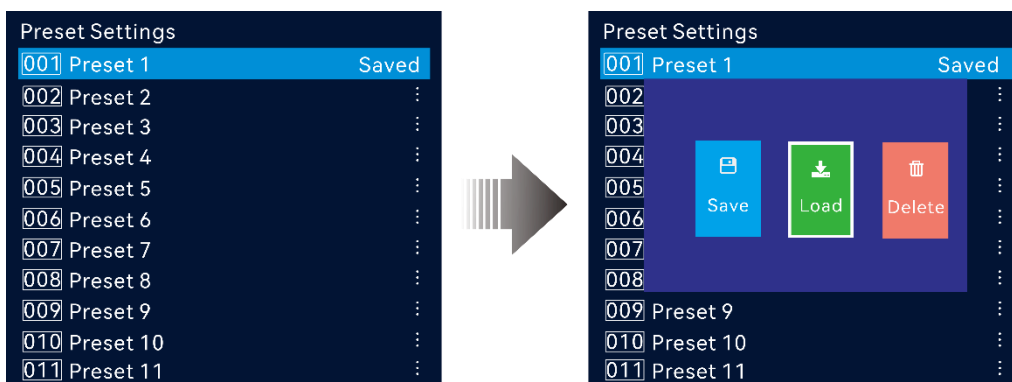 Preset Settings
001 Preset 1 Saved
002 Preset 2
003 Preset 3
004 Preset 4
005 Preset 5
006 Preset 6
007 Preset 7
008 Preset 8
009 Preset 9
010 Preset 10
011 Preset 11
Preset Settings
001 Preset 1 Saved
002
003
004
005
006
007
008
Save Load Delete
009 Preset 9
010 Preset 10
011 Preset 11